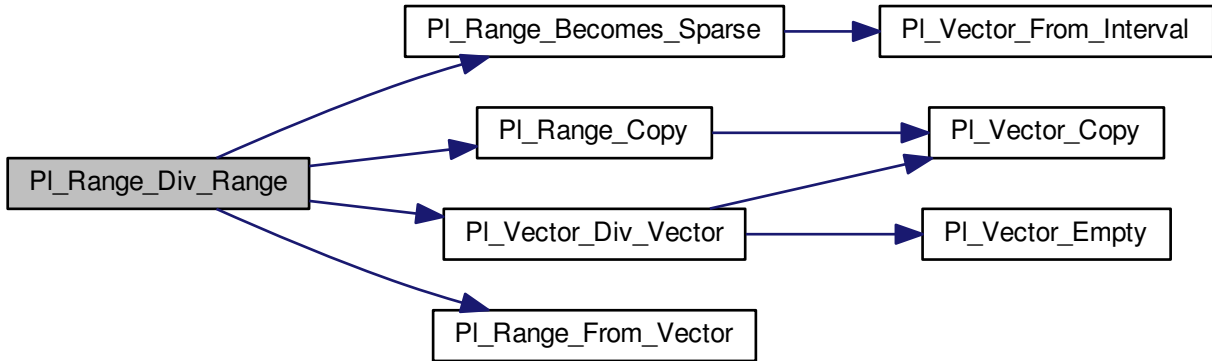 Pl_Range_Becomes_Sparse
Pl_Vector_From_Interval
Pl_Range_Copy
Pl_Vector_Copy
Pl_Range_Div_Range
Pl_Vector_Div_Vector
Pl_Vector_Empty
Pl_Range_From_Vector